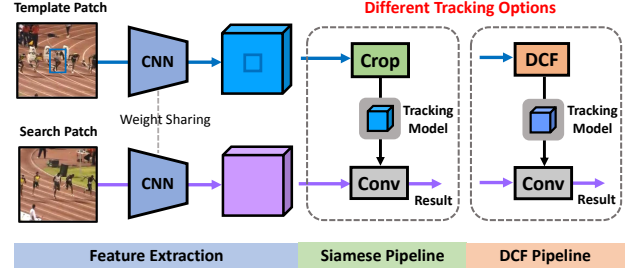 Template Patch
Different Tracking Options
CNN
Crop
DCF
Weight Sharing
Tracking
Model
Tracking
Model
Search Patch
CNN
Conv
Result
Conv
Result
Feature Extraction
Siamese Pipeline
DCF Pipeline